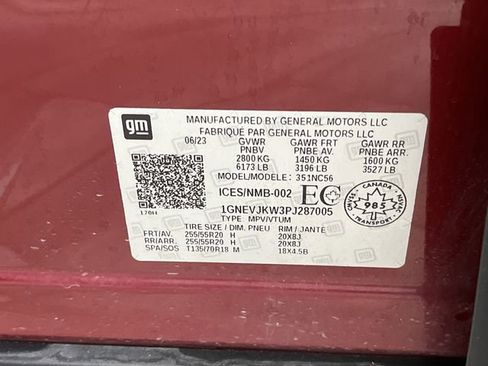 gm
MANUFACTURED BY GENERAL MOTORS LLC
FABRIQUÉ PAR GENERAL MOTORS LLC
06/23 GVWR GAWR FRT GAWR RR
PNBV PNBE AV. PNBE ARR.
2800 KG 1450 KG 1600 KG
6173 LB 3196 LB 3527 LB
MODEL/MODELE: 351NC56
ICES/NMB-002 EC
CANADA
985
TRANSPORT
1GNEVJKW3PJ287005
170H
TYPE MPV/VTUM
TIRE SIZE / DIM. PNEU RIM / JANTE
FRT/AV. 255/55R20 H 20X8J
RR/ARR. 255/55R20 H 20X8J
SPA/SOS T135/70R18 M 18X4.5B